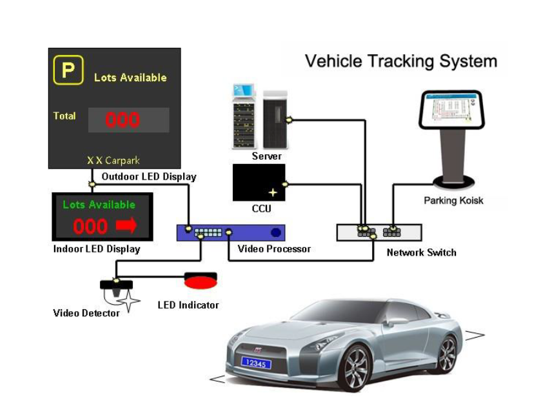 Vehicle Tracking System
P
Lots Available
Total
000
X X Carpark
Outdoor LED Display
Lots Available
000
Indoor LED Display
Server
CCU
Parking Koisk
Video Processor
Network Switch
Video Detector
LED Indicator
12345